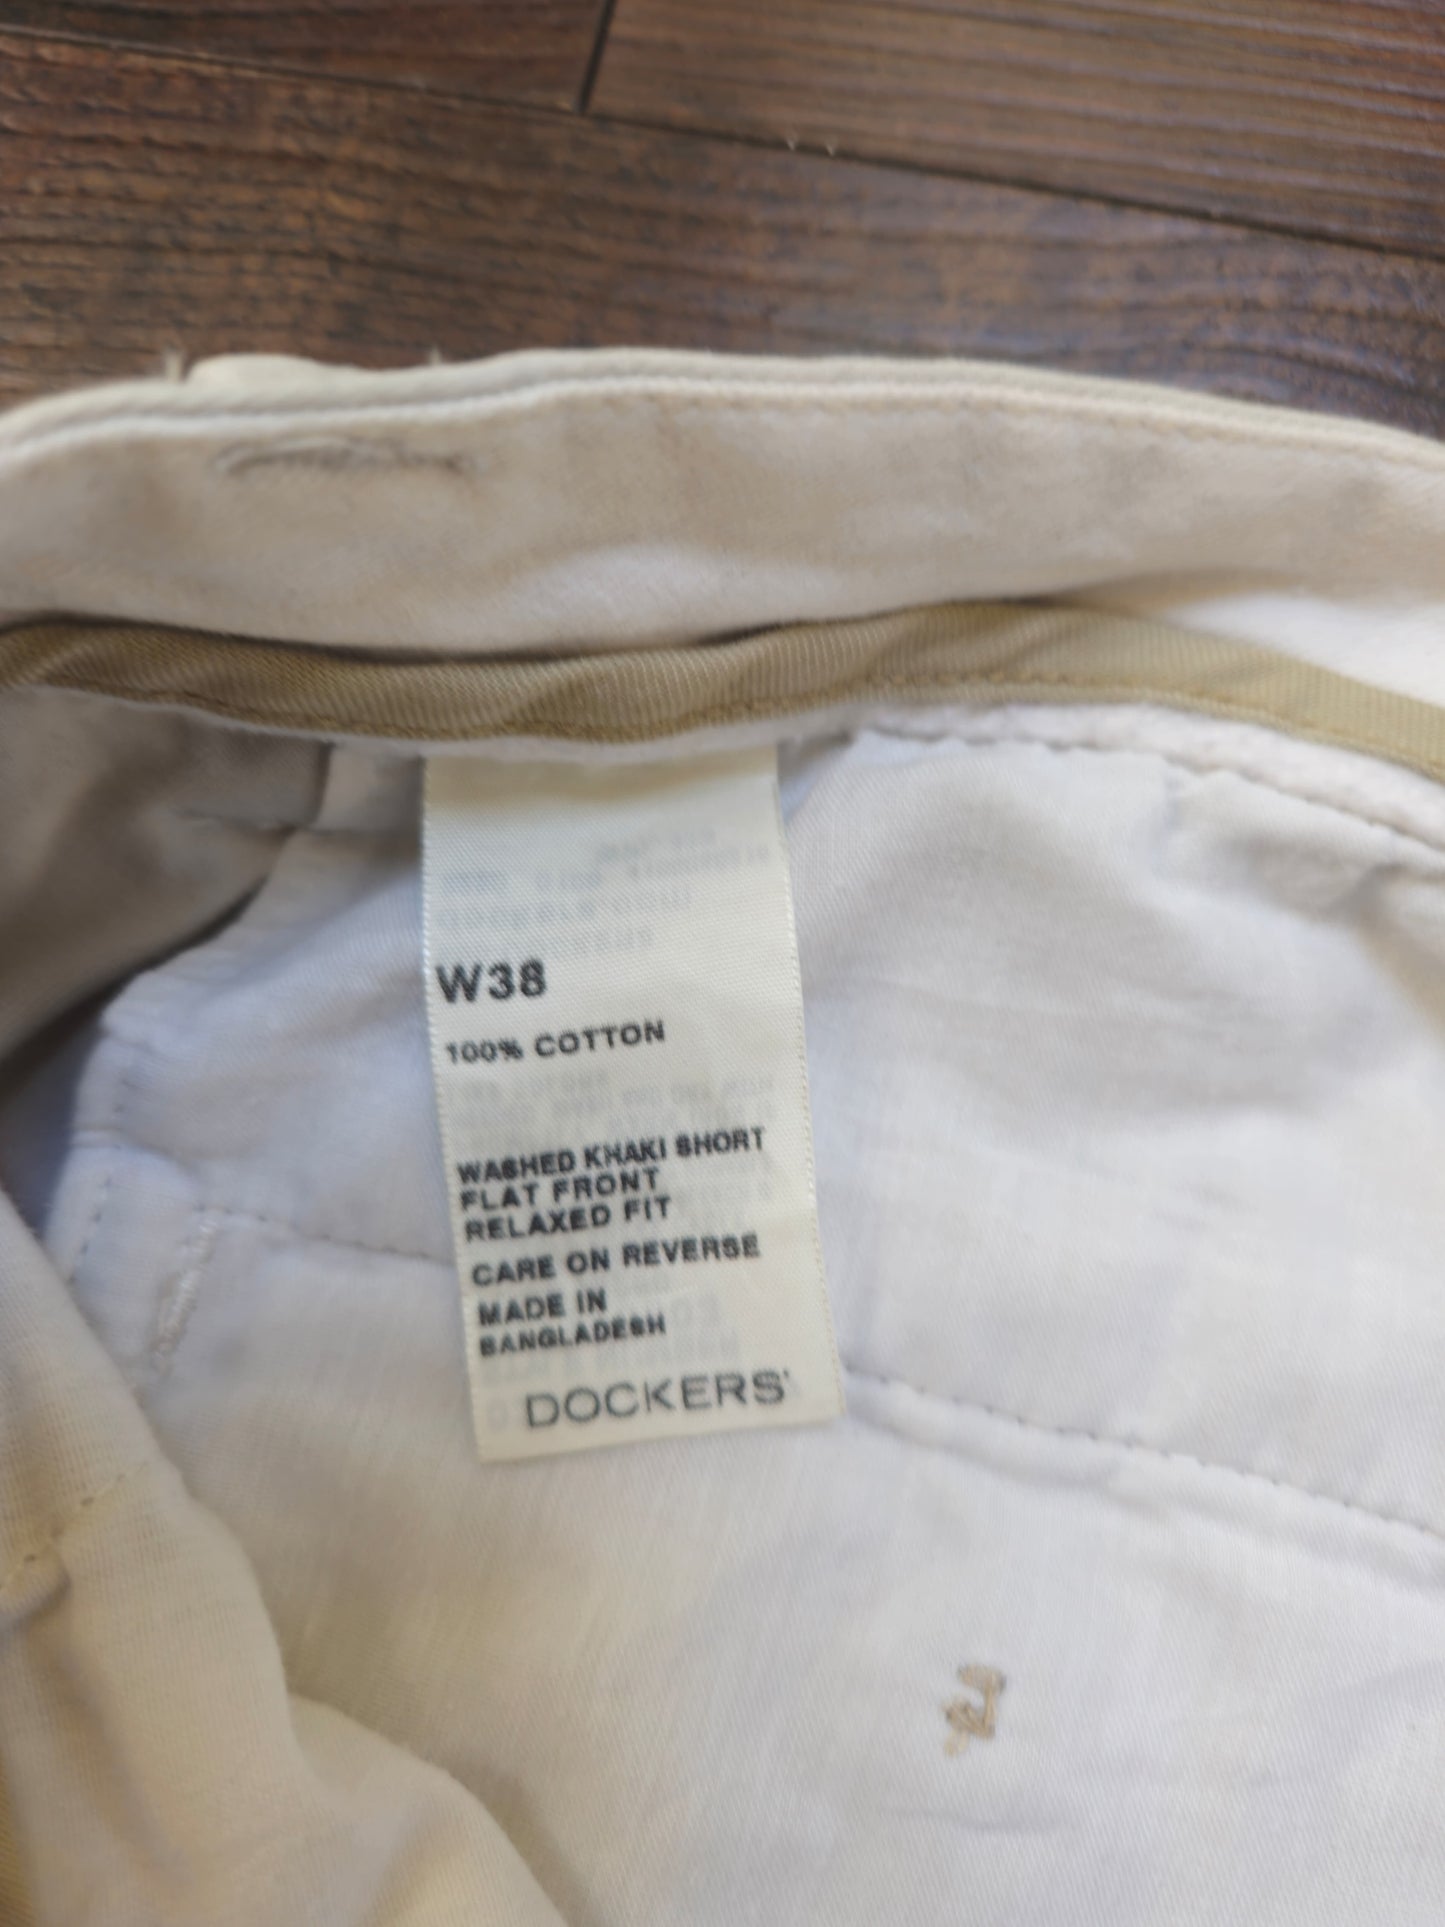 W38
100% COTTON
WASHED KHAKI SHORT
FLAT FRONT
RELAXED FIT
CARE ON REVERSE
MADE IN
BANGLADESH
DOCKERS®